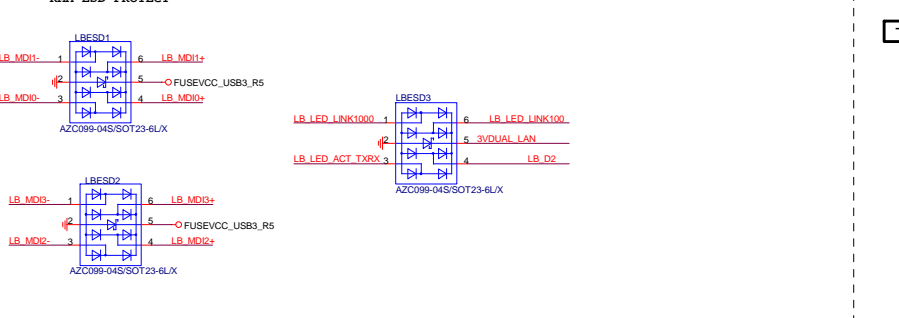 LBESD1
LB_MDI1- 1 6 LB_MDI1+
2 5 FUSEVCC_USB3_R5
LB_MDI0- 3 4 LB_MDI0+
AZC099-04S/SOT23-6L/X
LBESD3
LB_LED_LINK1000 1 6 LB_LED_LINK100
2 5 3VDUAL_LAN
LB_LED_ACT_TXRX 3 4 LB_D2
AZC099-04S/SOT23-6L/X
LBESD2
LB_MDI3- 1 6 LB_MDI3+
2 5 FUSEVCC_USB3_R5
LB_MDI2- 3 4 LB_MDI2+
AZC099-04S/SOT23-6L/X